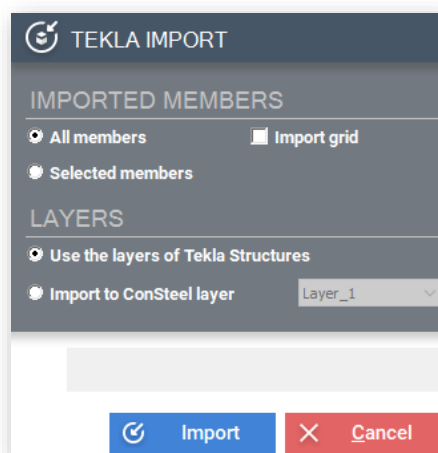 TEKLA IMPORT
IMPORTED MEMBERS
All members Import grid
Selected members
LAYERS
Use the layers of Tekla Structures
Import to ConSteel layer Layer_1
Import Cancel